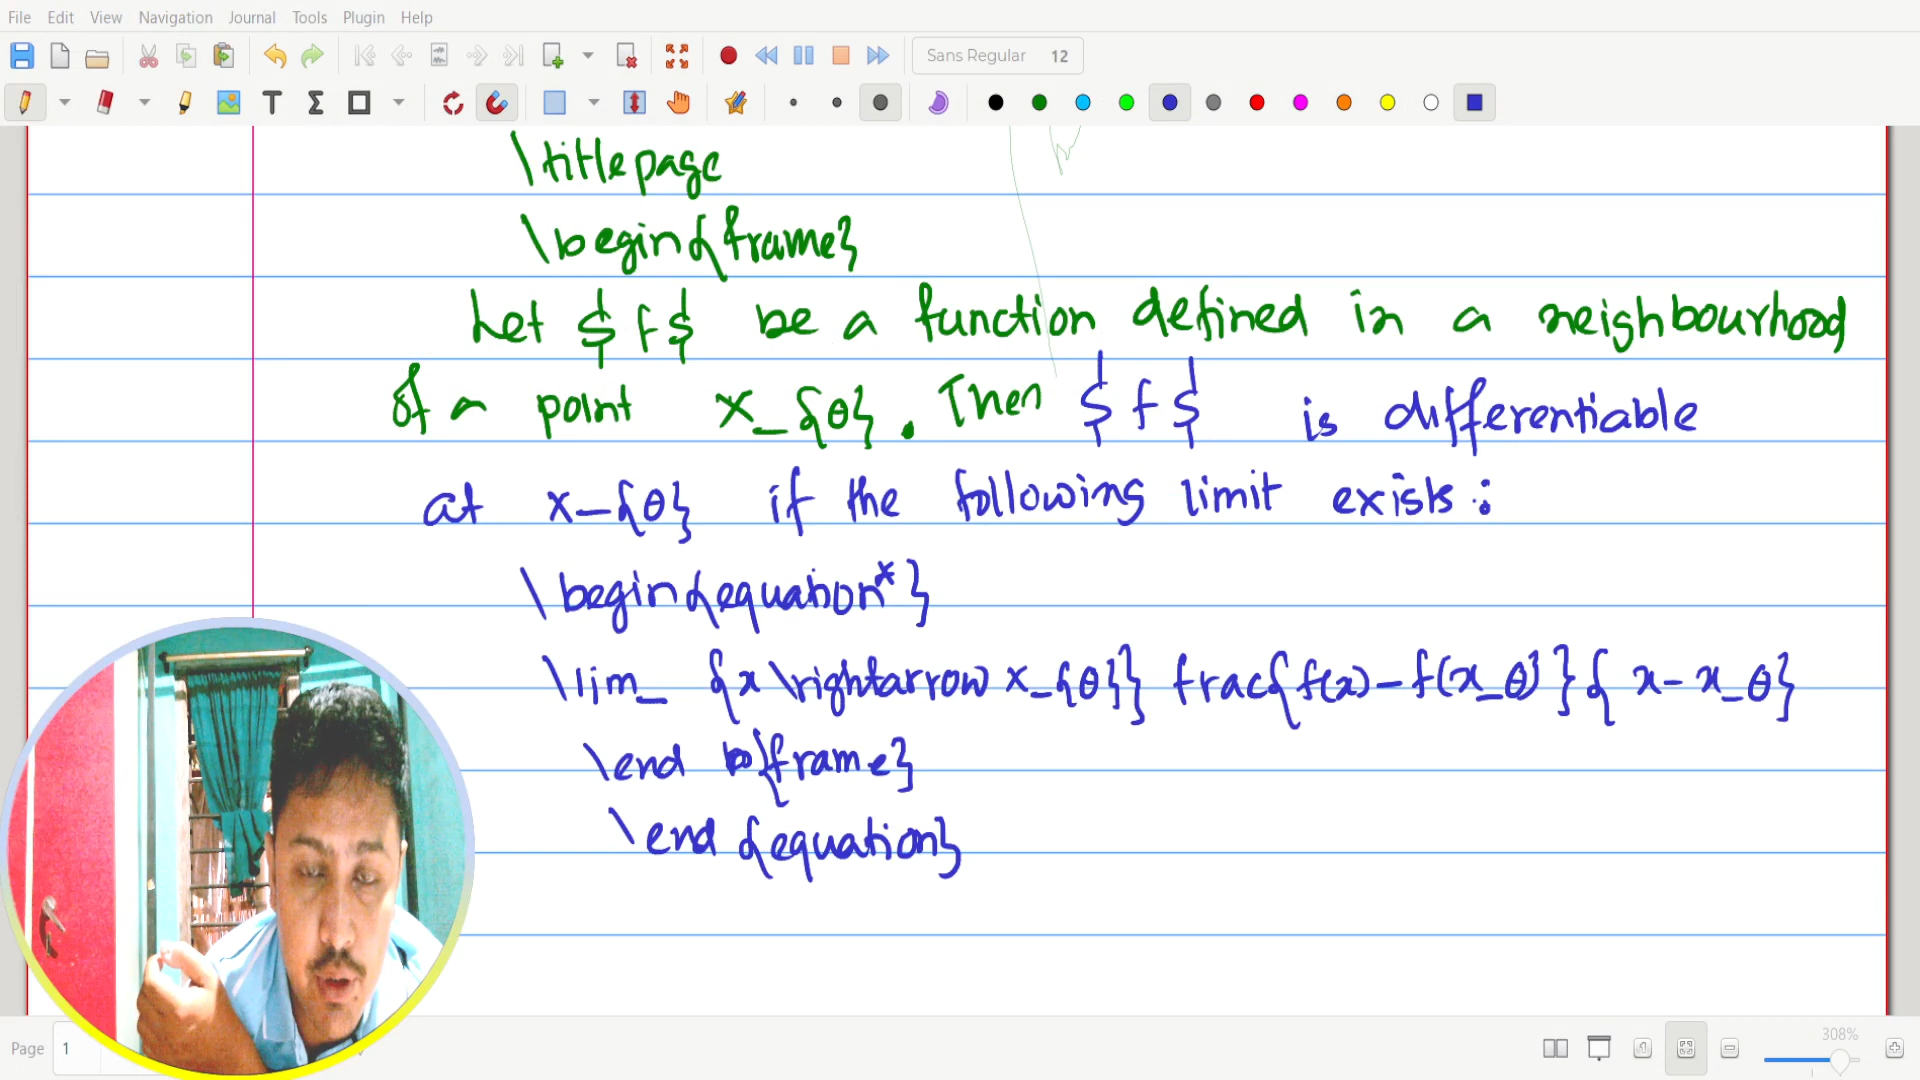 File Edit View Navigation Journal Tools Plugin Help
Sans Regular 12
\titlepage
\begin{frame}
Let $f$ be a function defined in a neighbourhood
of a point x_{0}. Then $f$ is differentiable
at x_{0} if the following limit exists:
\begin{equation*}
\lim_ {x \rightarrow x_{0}} frac{f(x)-f(x_0)}{x-x_0}
\end {frame}
\end {equation}
Page 1
308%